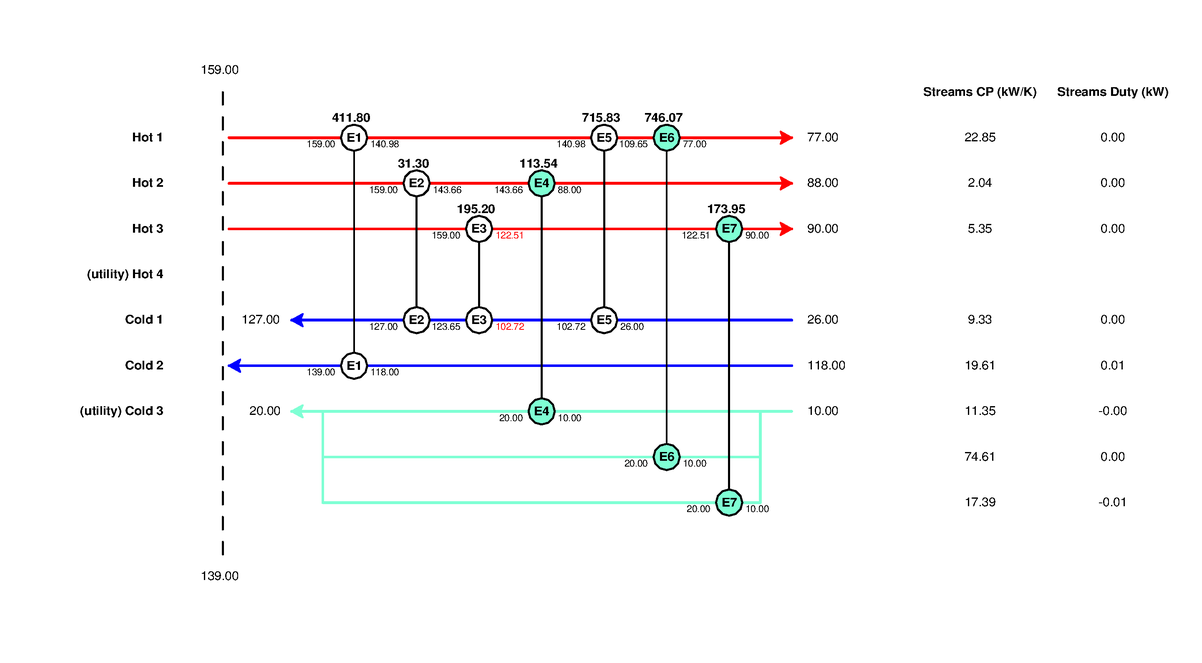 159.00
Streams CP (kW/K) Streams Duty (kW)
411.80 715.83 746.07
Hot 1 E1 E5 E6 77.00 22.85 0.00
159.00 140.98 140.98 109.65 77.00
31.30 113.54
Hot 2 E2 E4 88.00 2.04 0.00
159.00 143.66 143.66 88.00
195.20 173.95
Hot 3 E3 E7 90.00 5.35 0.00
159.00 122.51 122.51 90.00
(utility) Hot 4
Cold 1 127.00 E2 E3 E5 26.00 9.33 0.00
127.00 123.65 102.72 102.72 26.00
Cold 2 E1 118.00 19.61 0.01
139.00 118.00
(utility) Cold 3 20.00 E4 10.00 11.35 -0.00
20.00 10.00
E6 74.61 0.00
20.00 10.00
E7 17.39 -0.01
20.00 10.00
139.00